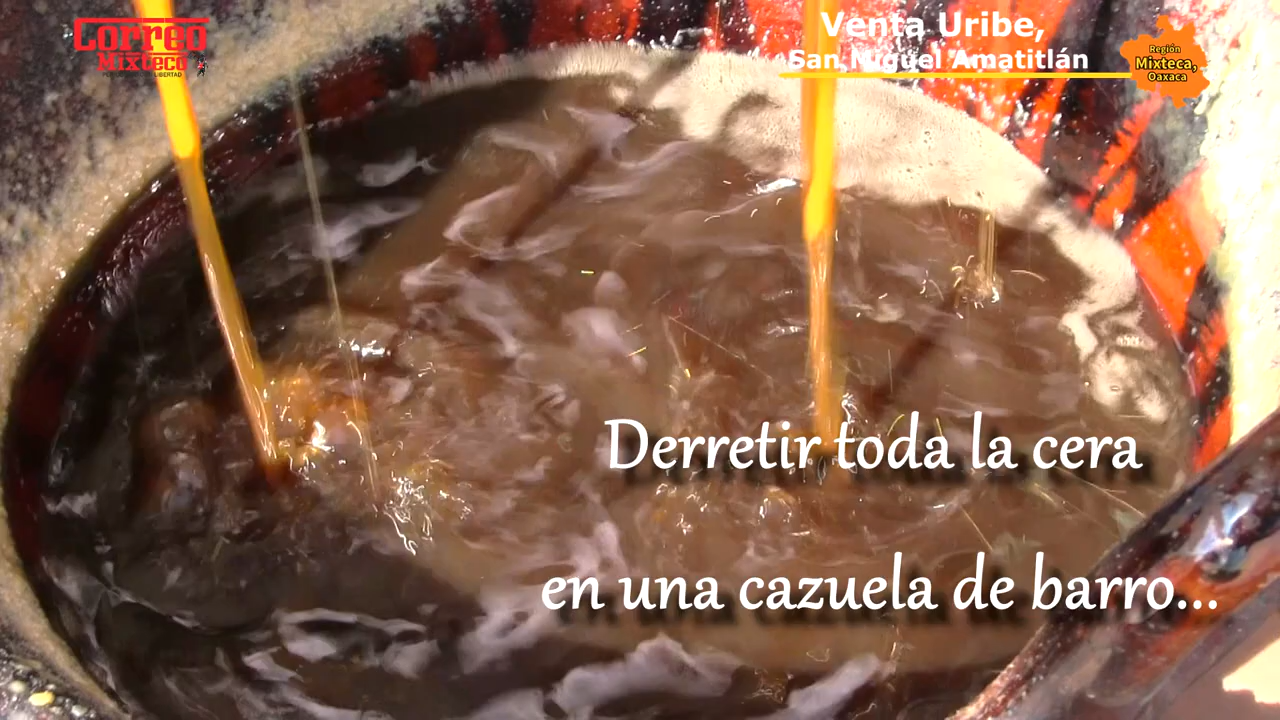 Correo
Mixteco
Venta Uribe,
San Miguel Amatitlán
Región
Mixteca,
Oaxaca
Derretir toda la cera
en una cazuela de barro...